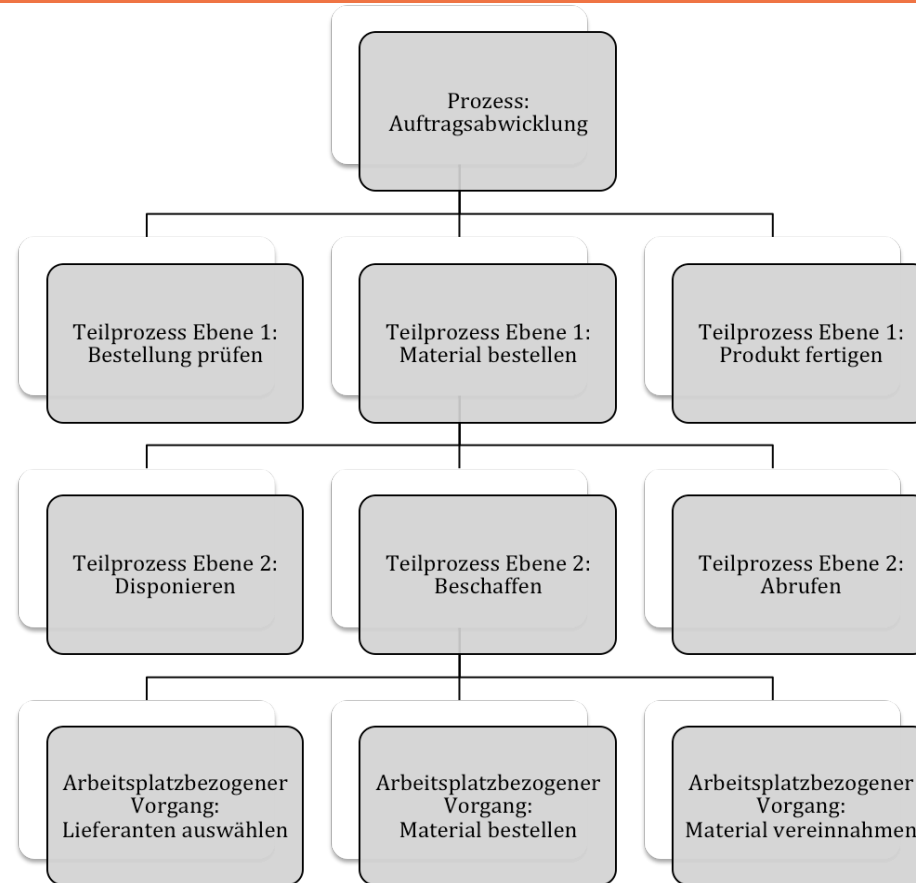 Prozess:
Auftragsabwicklung
Teilprozess Ebene 1:
Bestellung prüfen
Teilprozess Ebene 1:
Material bestellen
Teilprozess Ebene 1:
Produkt fertigen
Teilprozess Ebene 2:
Disponieren
Teilprozess Ebene 2:
Beschaffen
Teilprozess Ebene 2:
Abrufen
Arbeitsplatzbezogener
Vorgang:
Lieferanten auswählen
Arbeitsplatzbezogener
Vorgang:
Material bestellen
Arbeitsplatzbezogener
Vorgang:
Material vereinnahmen